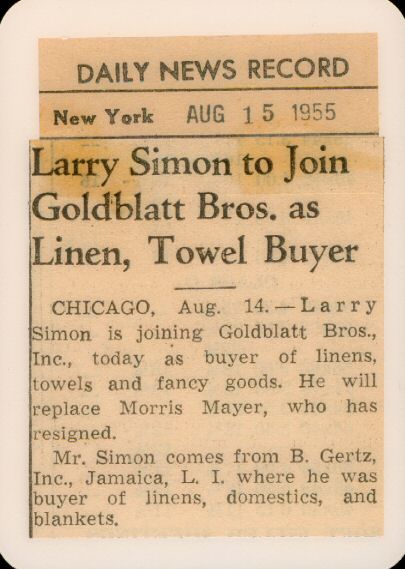 DAILY NEWS RECORD
New York AUG 15 1955
Larry Simon to Join
Goldblatt Bros. as
Linen, Towel Buyer
CHICAGO, Aug. 14.—Larry
Simon is joining Goldblatt Bros.,
Inc., today as buyer of linens,
towels and fancy goods. He will
replace Morris Mayer, who has
resigned.
Mr. Simon comes from B. Gertz,
Inc., Jamaica, L. I. where he was
buyer of linens, domestics, and
blankets.